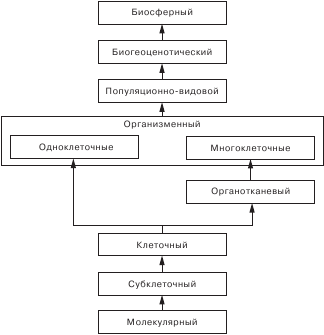 Биосферный
Биогеоценотический
Популяционно-видовой
Организменный
Одноклеточные
Многоклеточные
Органотканевый
Клеточный
Субклеточный
Молекулярный